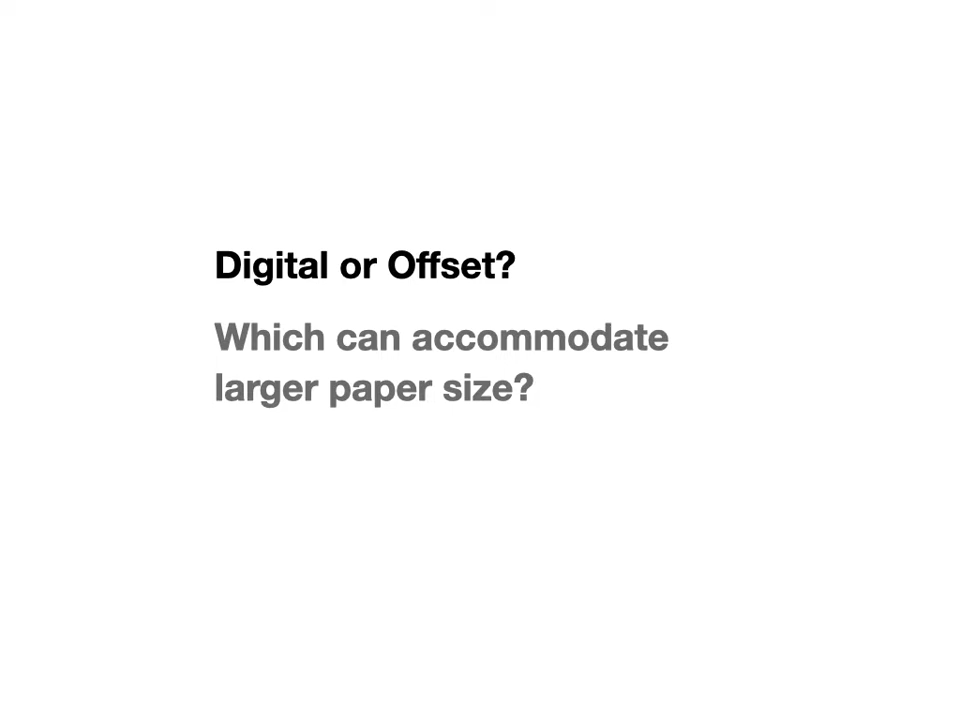 Digital or Offset?
Which can accommodate
larger paper size?